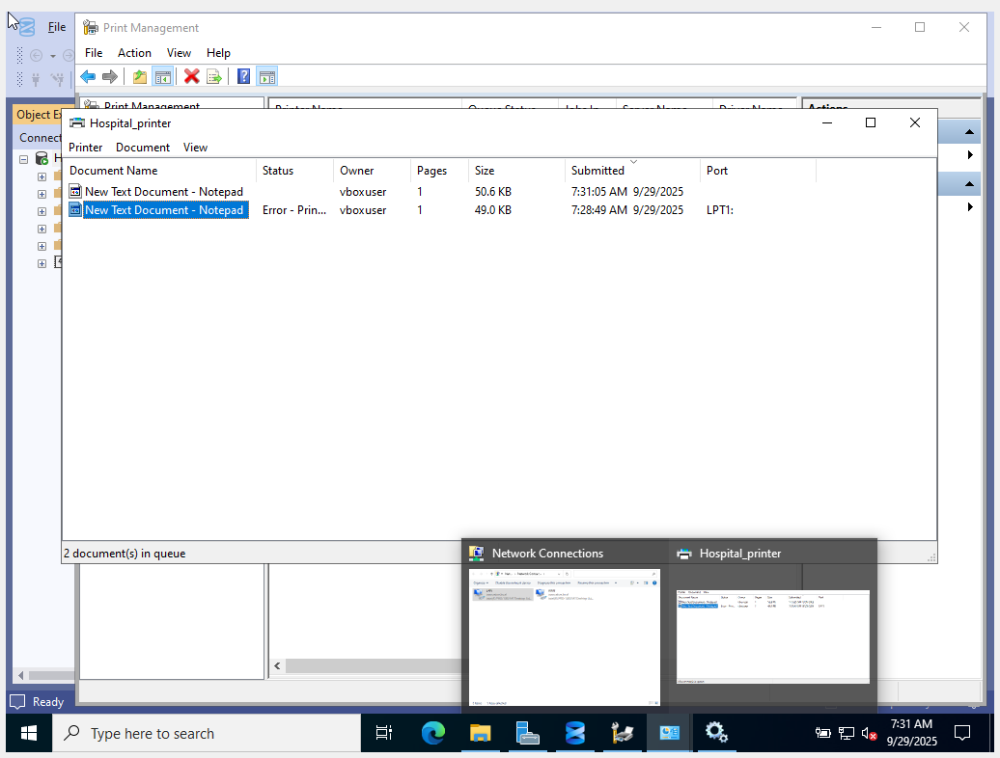 File
Print Management
File Action View Help
Print Management
Printer Name Queue Status Jobs In Server Name Driver Name
Actions
Object Ex
Connect
Hospital_printer
Printer Document View
Document Name Status Owner Pages Size Submitted Port
New Text Document - Notepad vboxuser 1 50.6 KB 7:31:05 AM 9/29/2025
New Text Document - Notepad Error - Prin... vboxuser 1 49.0 KB 7:28:49 AM 9/29/2025 LPT1:
2 document(s) in queue
Network Connections
Hospital_printer
Ready
Type here to search
7:31 AM
9/29/2025